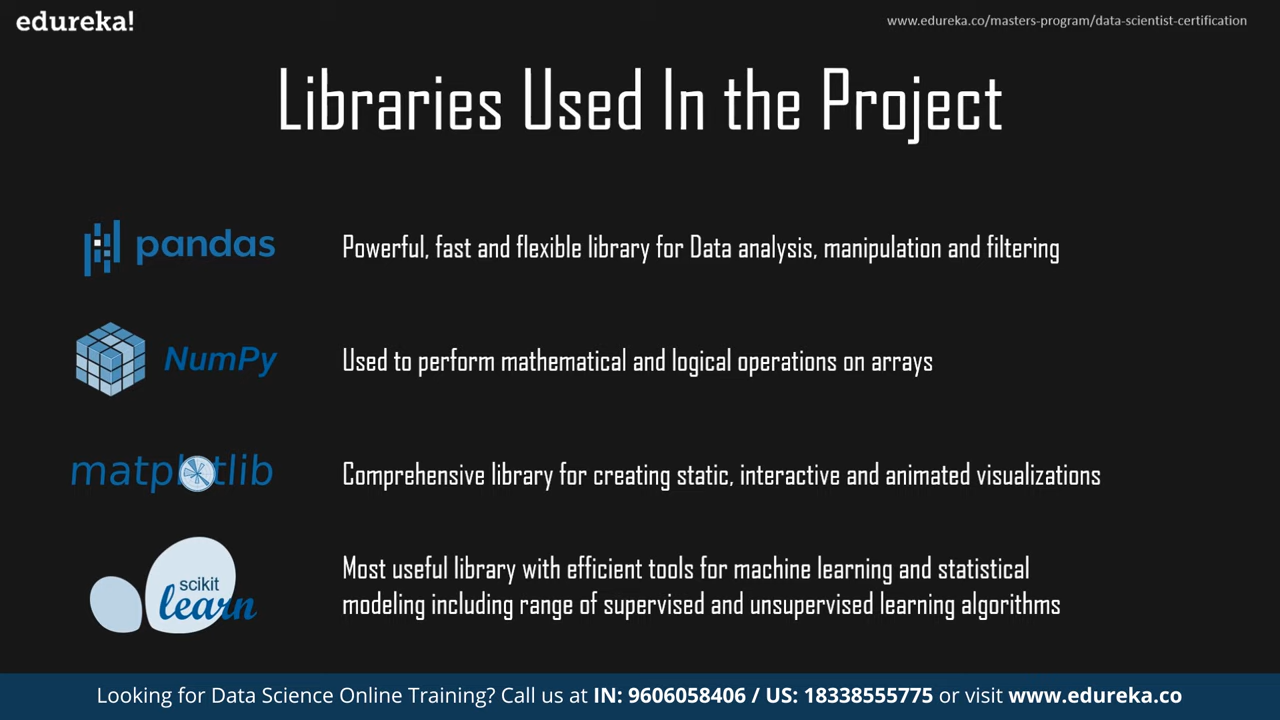 edureka!
www.edureka.co/masters-program/data-scientist-certification
Libraries Used In the Project
pandas
Powerful, fast and flexible library for Data analysis, manipulation and filtering
NumPy
Used to perform mathematical and logical operations on arrays
matplotlib
Comprehensive library for creating static, interactive and animated visualizations
scikit
learn
Most useful library with efficient tools for machine learning and statistical
modeling including range of supervised and unsupervised learning algorithms
Looking for Data Science Online Training? Call us at IN: 9606058406 / US: 18338555775 or visit www.edureka.co